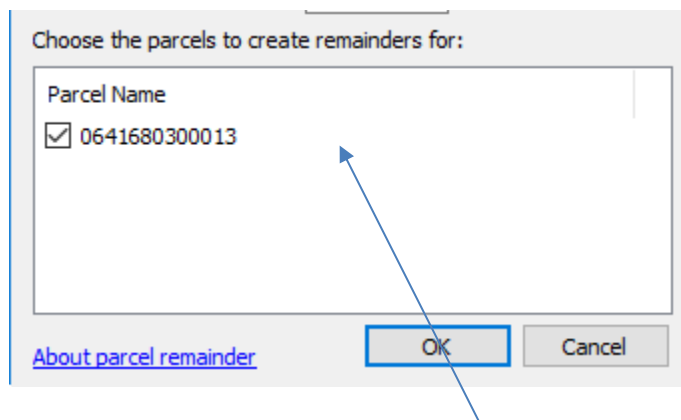 Choose the parcels to create remainders for:
Parcel Name
0641680300013
About parcel remainder
OK
Cancel